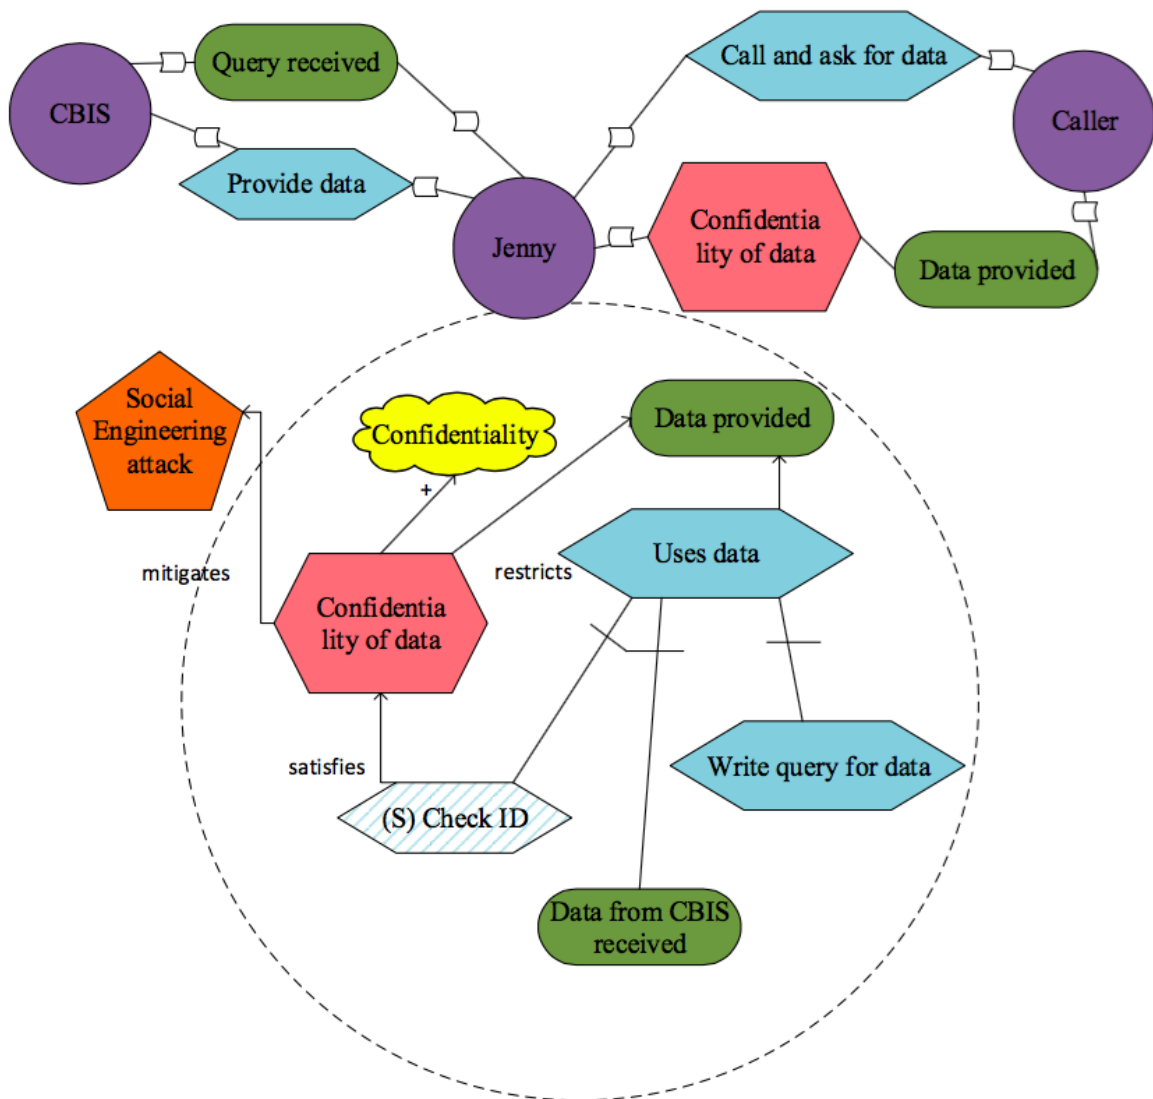 Query received
CBIS
Provide data
Call and ask for data
Caller
Jenny
Confidentia
lity of data
Data provided
Social
Engineering
attack
Confidentiality
Data provided
+
Uses data
mitigates
restricts
Confidentia
lity of data
satisfies
(S) Check ID
Write query for data
Data from CBIS
received